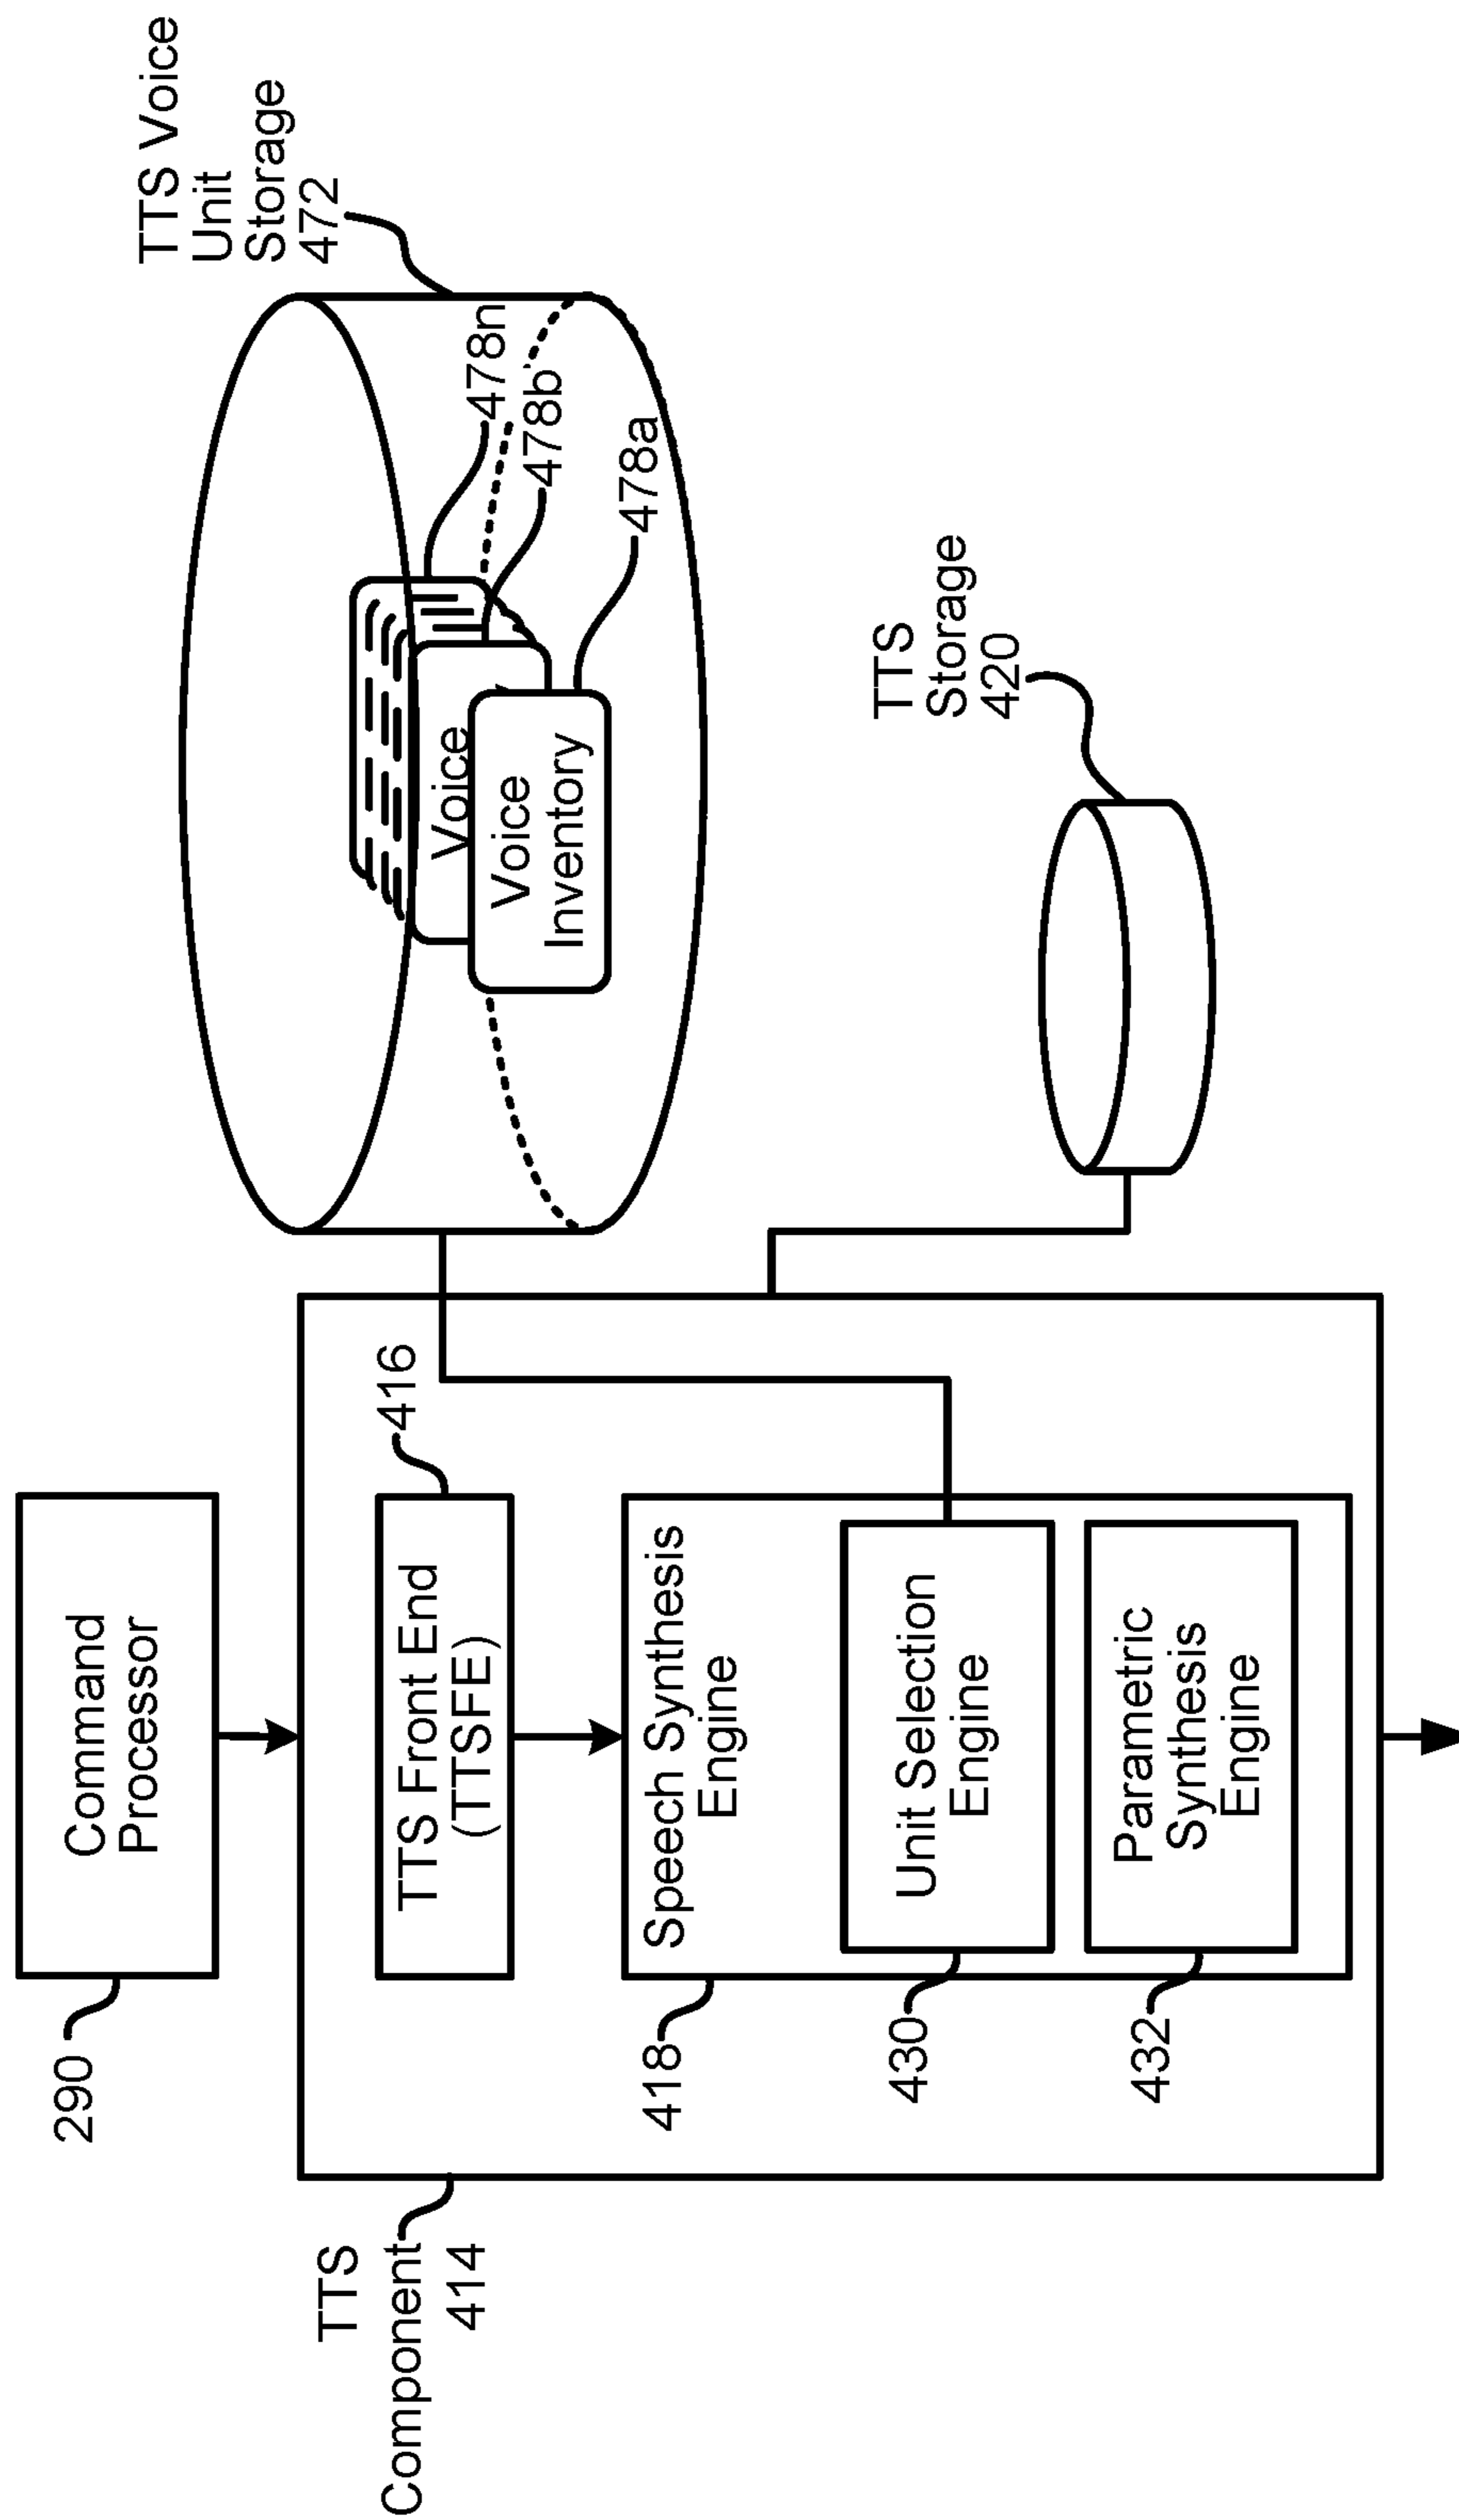 290
Command
Processor
TTS
Component
414
TTS Front End
(TTSFE)
416
418
Speech Synthesis
Engine
430
Unit Selection
Engine
432
Parametric
Synthesis
Engine
TTS Voice
Unit
Storage
472
478n
478b
478a
Voice
Voice
Inventory
TTS
Storage
420